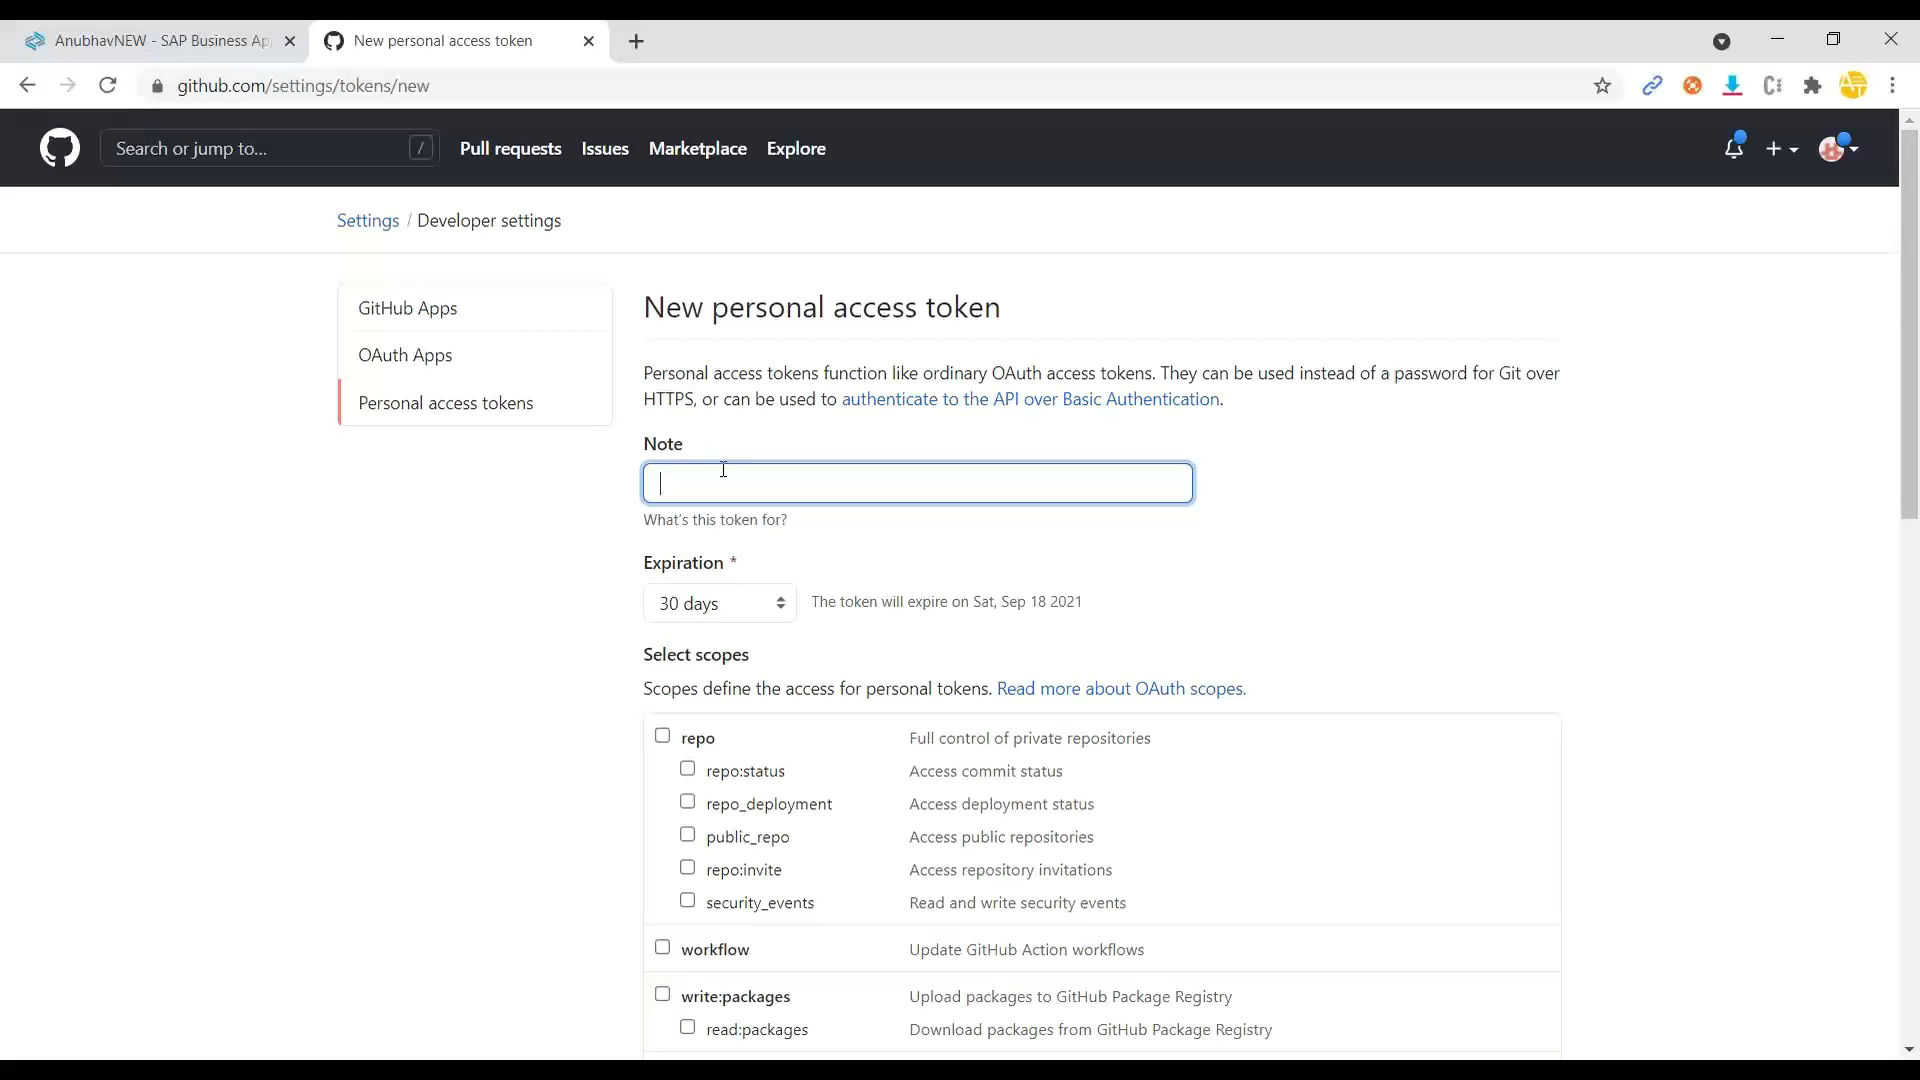 AnubhavNEW - SAP Business Ap
New personal access token
github.com/settings/tokens/new
Search or jump to...
/
Pull requests
Issues
Marketplace
Explore
Settings / Developer settings
GitHub Apps
OAuth Apps
Personal access tokens
New personal access token
Personal access tokens function like ordinary OAuth access tokens. They can be used instead of a password for Git over
HTTPS, or can be used to authenticate to the API over Basic Authentication.
Note
What's this token for?
Expiration *
30 days
The token will expire on Sat, Sep 18 2021
Select scopes
Scopes define the access for personal tokens. Read more about OAuth scopes.
repo Full control of private repositories
repo:status Access commit status
repo_deployment Access deployment status
public_repo Access public repositories
repo:invite Access repository invitations
security_events Read and write security events
workflow Update GitHub Action workflows
write:packages Upload packages to GitHub Package Registry
read:packages Download packages from GitHub Package Registry